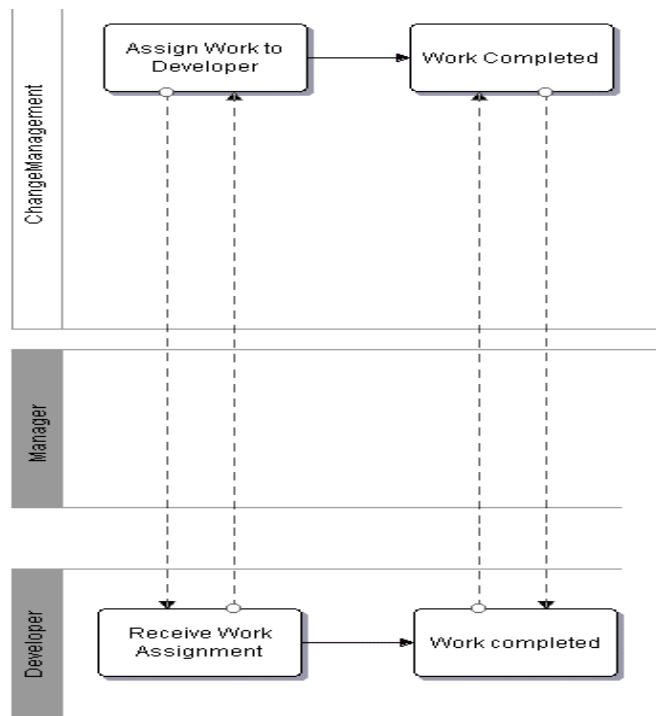 ChangeManagement
Assign Work to
Developer
Work Completed
Manager
Developer
Receive Work
Assignment
Work completed